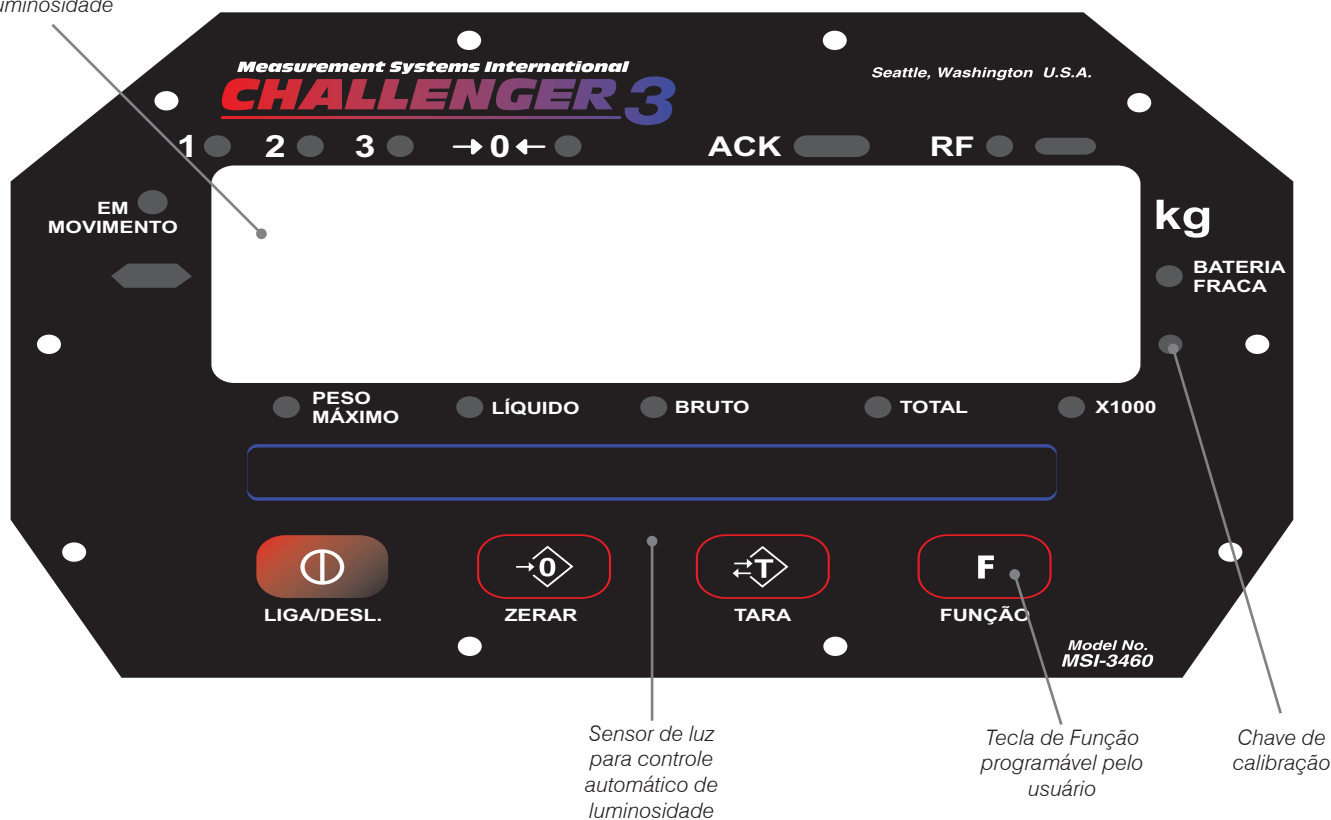 Measurement Systems International
CHALLENGER 3
Seattle, Washington U.S.A.
1 2 3 →0← ACK RF
EM
MOVIMENTO
kg
BATERIA
FRACA
PESO
MÁXIMO
LÍQUIDO
BRUTO
TOTAL
X1000
→0
T
F
LIGA/DESL.
ZERAR
TARA
FUNÇÃO
Model No.
MSI-3460
Sensor de luz
para controle
automático de
luminosidade
Tecla de Função
programável pelo
usuário
Chave de
calibração